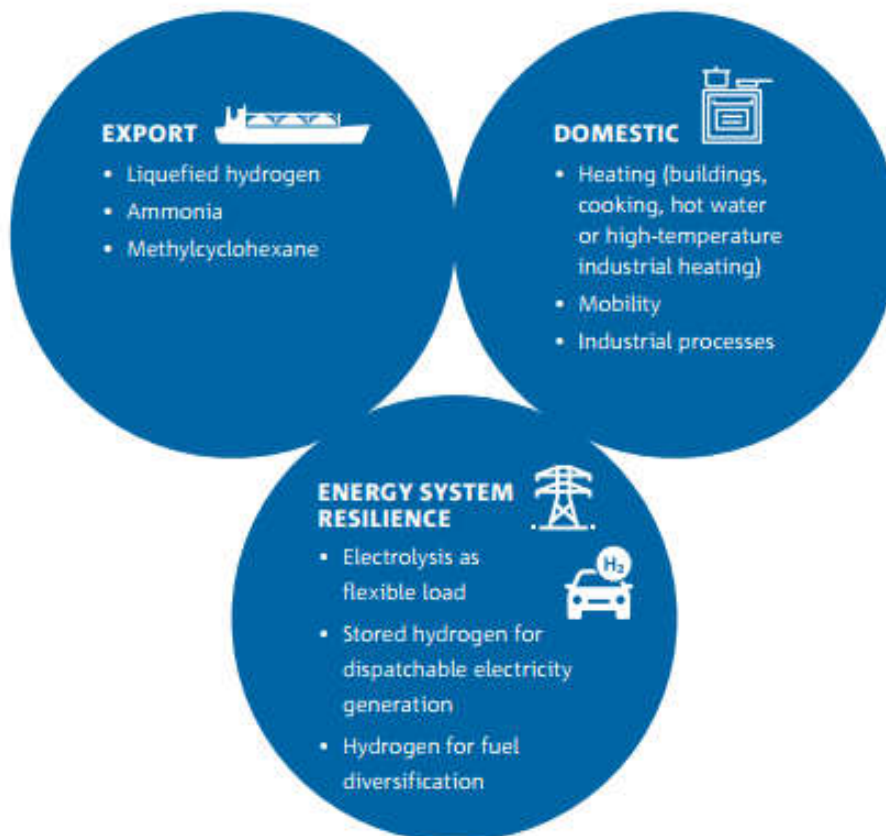 EXPORT
• Liquefied hydrogen
• Ammonia
• Methylcyclohexane
DOMESTIC
• Heating (buildings,
cooking, hot water
or high-temperature
industrial heating)
• Mobility
• Industrial processes
ENERGY SYSTEM
RESILIENCE
H₂
• Electrolysis as
flexible load
• Stored hydrogen for
dispatchable electricity
generation
• Hydrogen for fuel
diversification